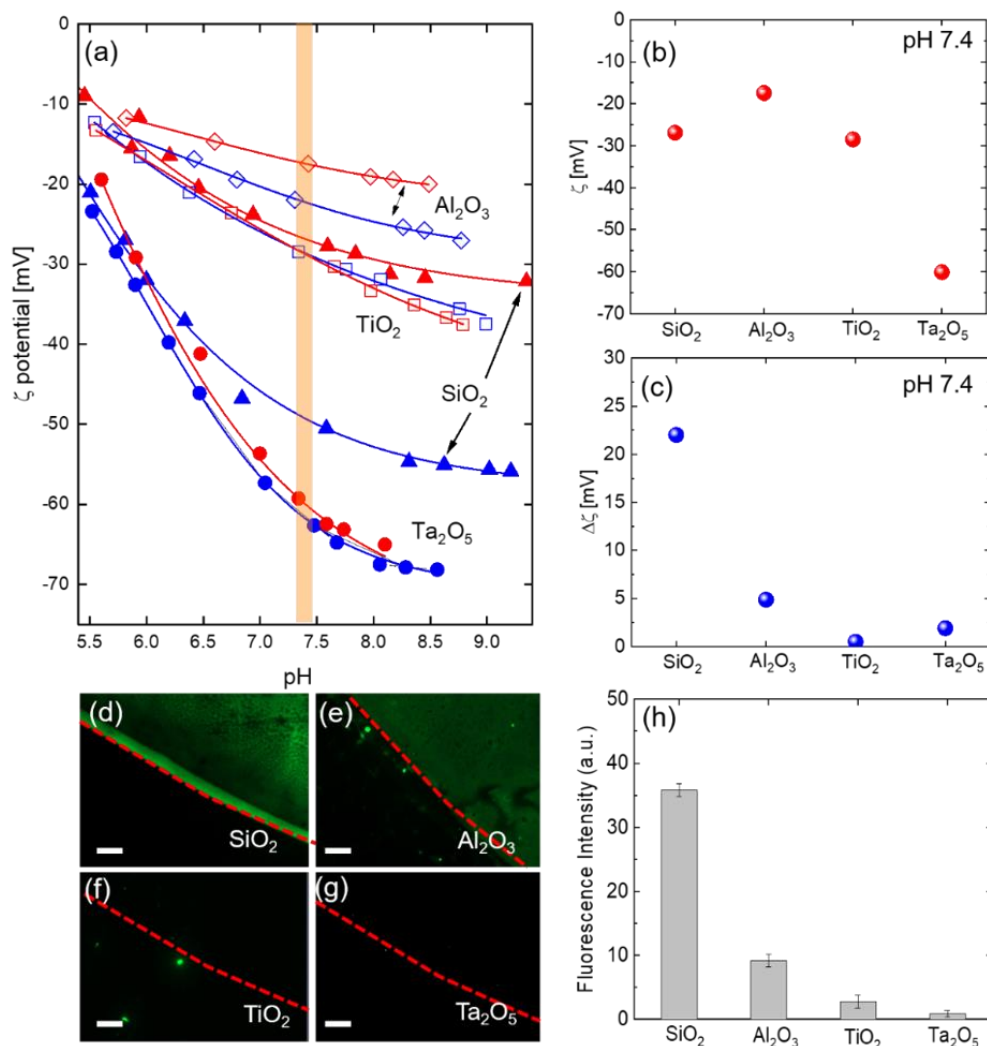 (a)
0
-10
-20
-30
-40
-50
-60
-70
ζ potential [mV]
Al₂O₃
TiO₂
SiO₂
Ta₂O₅
5.5 6.0 6.5 7.0 7.5 8.0 8.5 9.0
pH
(b)
pH 7.4
0
-10
-20
-30
-40
-50
-60
-70
ζ [mV]
SiO₂ Al₂O₃ TiO₂ Ta₂O₅
(c)
pH 7.4
30
25
20
15
10
5
0
Δζ [mV]
SiO₂ Al₂O₃ TiO₂ Ta₂O₅
(d)
SiO₂
(e)
Al₂O₃
(f)
TiO₂
(g)
Ta₂O₅
(h)
50
40
30
20
10
0
Fluorescence Intensity (a.u.)
SiO₂ Al₂O₃ TiO₂ Ta₂O₅